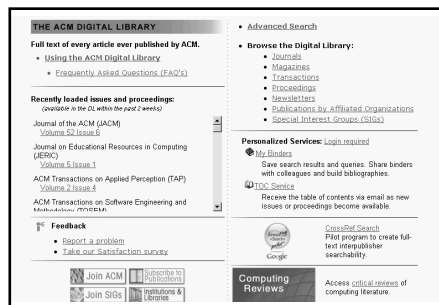 THE ACM DIGITAL LIBRARY
Full text of every article ever published by ACM.
Using the ACM Digital Library
Frequently Asked Questions (FAQ's)
Recently loaded issues and proceedings:
(available in the DL within the past 2 weeks)
Journal of the ACM (JACM)
Volume 52 Issue 6
Journal on Educational Resources in Computing
(JERIC)
Volume 5 Issue 1
ACM Transactions on Applied Perception (TAP)
Volume 2 Issue 4
ACM Transactions on Software Engineering and
Methodology (TOSEM)
Feedback
Report a problem
Take our Satisfaction survey
Join ACM
Subscribe to
Publications
Join SIGs
Institutions &
Libraries
Advanced Search
Browse the Digital Library:
Journals
Magazines
Transactions
Proceedings
Newsletters
Publications by Affiliated Organizations
Special Interest Groups (SIGs)
Personalized Services: Login required
My Binders
Save search results and queries. Share binders
with colleagues and build bibliographies.
TOC Service
Receive the table of contents via email as new
issues or proceedings become available.
Google
CrossRef Search
Pilot program to create full-
text interpublisher
searchability.
Computing
Reviews
Access critical reviews of
computing literature.